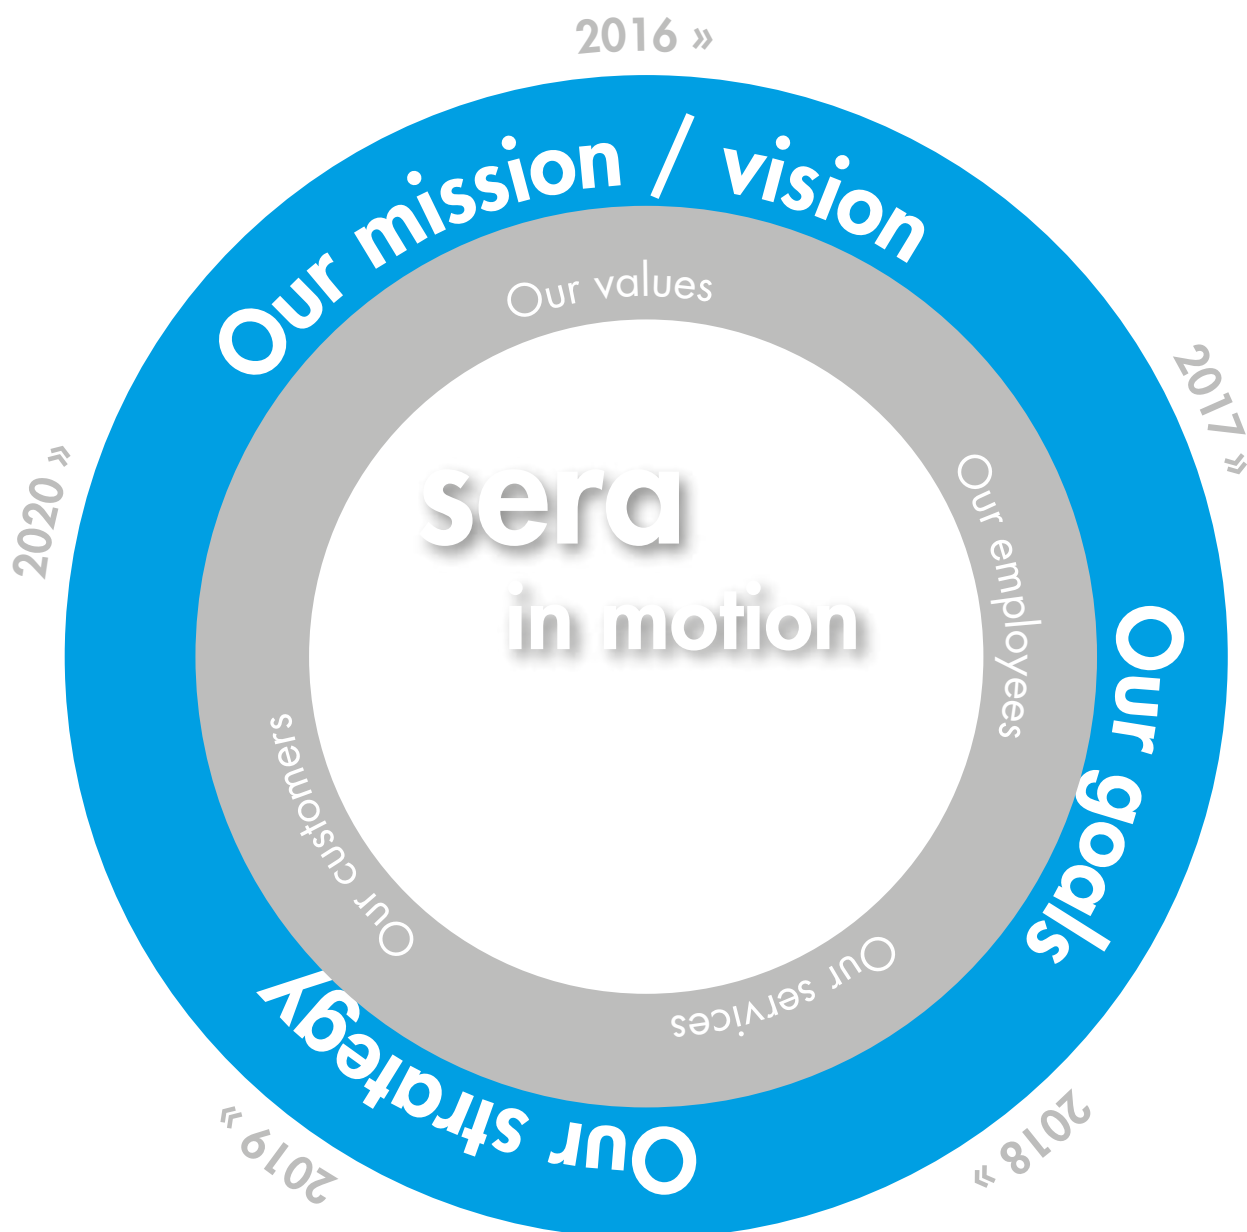 2016 »
Our mission / vision
Our values
2017 »
2020 »
sera
in motion
Our employees
Our goals
Our customers
Our services
Our strategy
2018 »
2019 »